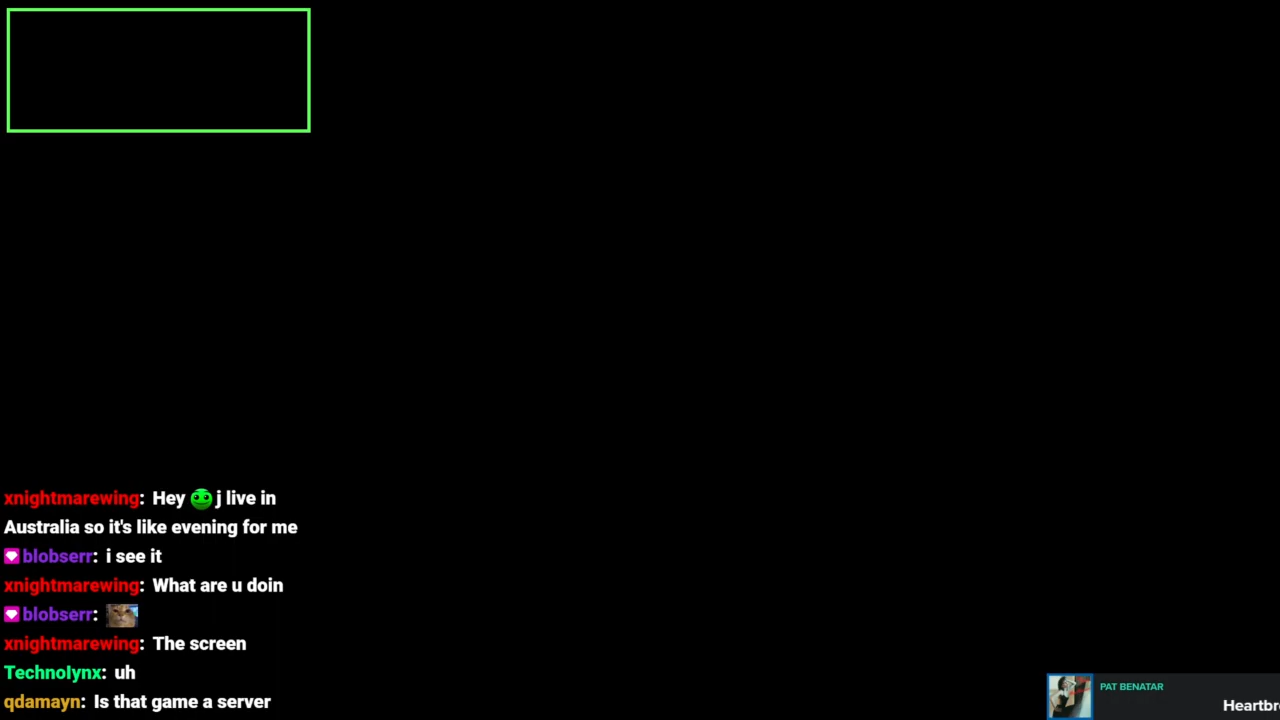 xnightmarewing: Hey j live in
Australia so it's like evening for me
blobserr: i see it
xnightmarewing: What are u doin
blobserr:
xnightmarewing: The screen
Technolynx: uh
qdamayn: Is that game a server
PAT BENATAR
Heartbre